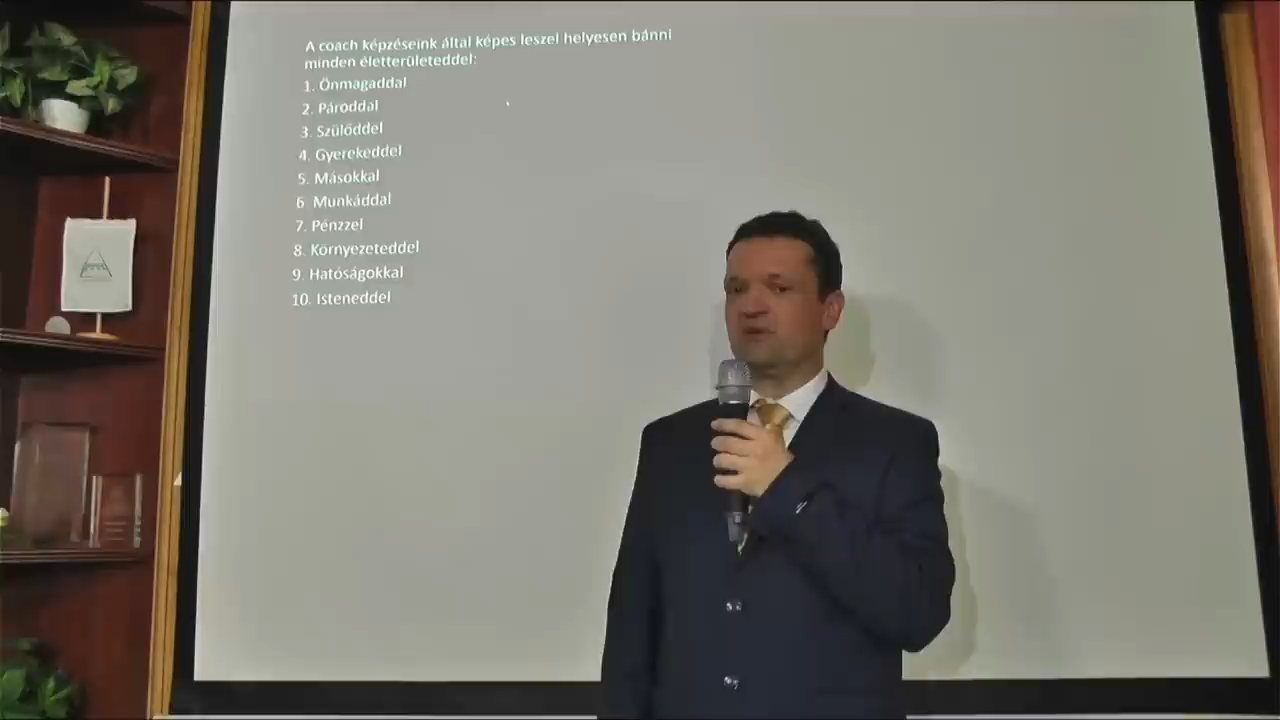 A coach képzéseink által képes leszel helyesen bánni
minden életterületeddel:
1. Önmagaddal
2. Pároddal
3. Szülőddel
4. Gyerekeddel
5. Másokkal
6 Munkáddal
7. Pénzzel
8. Környezeteddel
9. Hatóságokkal
10. Isteneddel